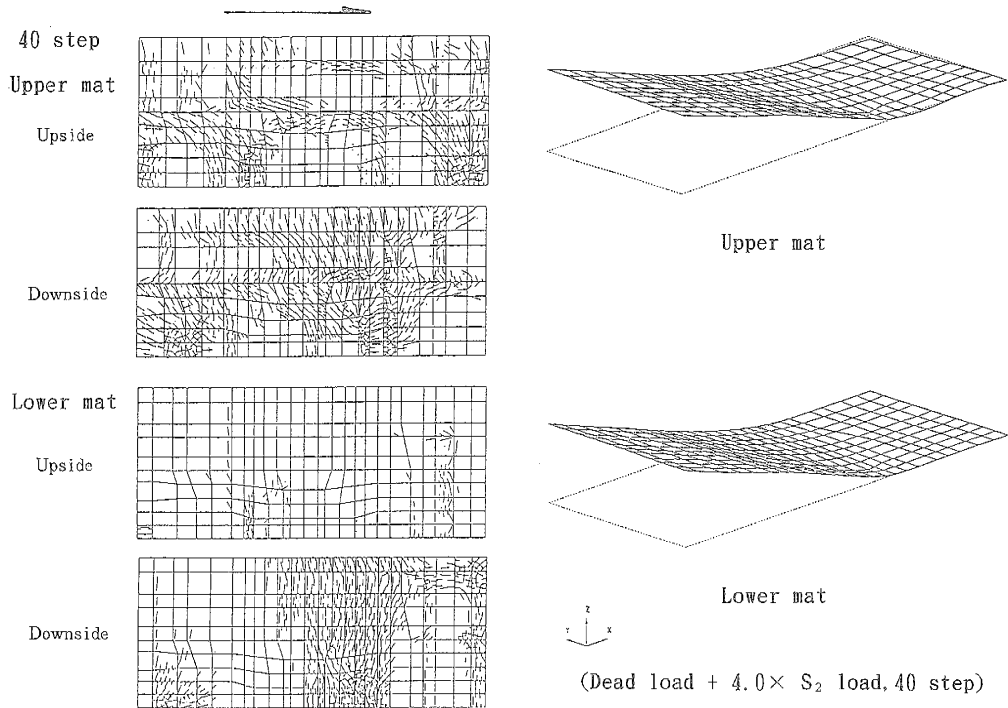 40 step
Upper mat
Upside
Downside
Lower mat
Upside
Downside
Upper mat
Lower mat
Z
Y X
(Dead load + 4.0× S₂ load, 40 step)